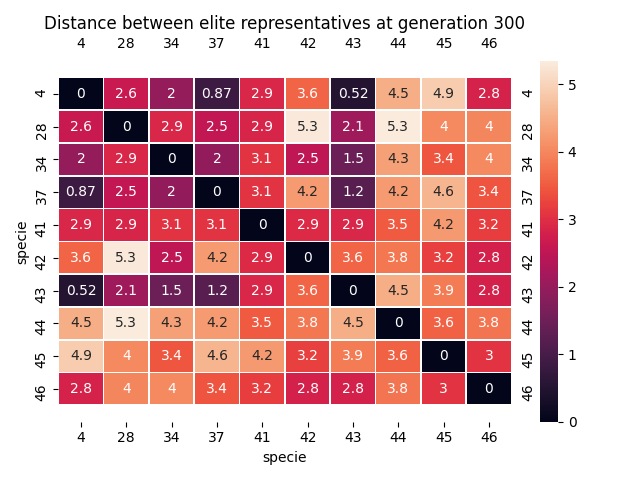 Distance between elite representatives at generation 300
4 28 34 37 41 42 43 44 45 46
4 0 2.6 2 0.87 2.9 3.6 0.52 4.5 4.9 2.8 4
28 2.6 0 2.9 2.5 2.9 5.3 2.1 5.3 4 4 28
34 2 2.9 0 2 3.1 2.5 1.5 4.3 3.4 4 34
37 0.87 2.5 2 0 3.1 4.2 1.2 4.2 4.6 3.4 37
41 2.9 2.9 3.1 3.1 0 2.9 2.9 3.5 4.2 3.2 41
42 3.6 5.3 2.5 4.2 2.9 0 3.6 3.8 3.2 2.8 42
43 0.52 2.1 1.5 1.2 2.9 3.6 0 4.5 3.9 2.8 43
44 4.5 5.3 4.3 4.2 3.5 3.8 4.5 0 3.6 3.8 44
45 4.9 4 3.4 4.6 4.2 3.2 3.9 3.6 0 3 45
46 2.8 4 4 3.4 3.2 2.8 2.8 3.8 3 0 46
4 28 34 37 41 42 43 44 45 46
specie
specie
5
4
3
2
1
0